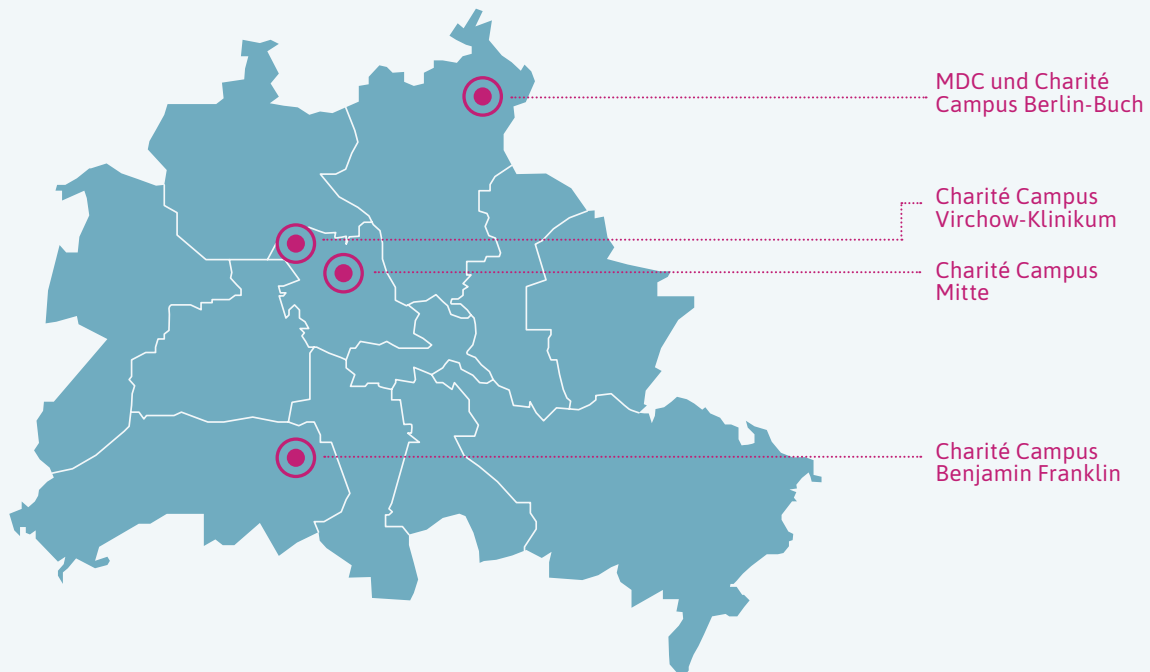 MDC und Charité
Campus Berlin-Buch
Charité Campus
Virchow-Klinikum
Charité Campus
Mitte
Charité Campus
Benjamin Franklin